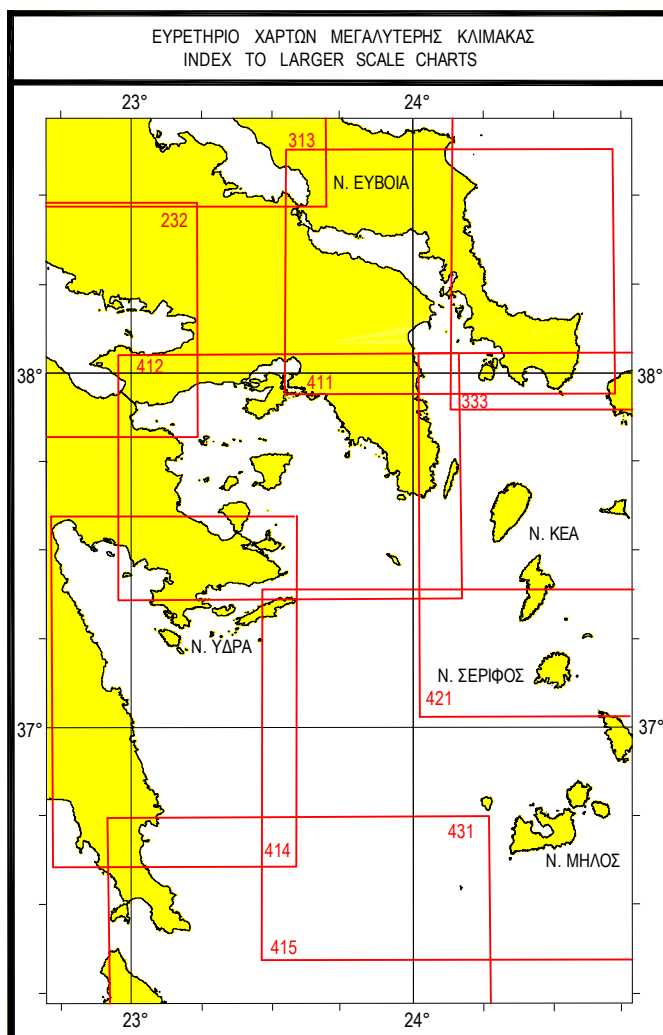 ΕΥΡΕΤΗΡΙΟ ΧΑΡΤΩΝ ΜΕΓΑΛΥΤΕΡΗΣ ΚΛΙΜΑΚΑΣ
INDEX TO LARGER SCALE CHARTS
23° 24°
313
Ν. ΕΥΒΟΙΑ
232
38° 38°
412
411
333
Ν. ΚΕΑ
Ν. ΥΔΡΑ
Ν. ΣΕΡΙΦΟΣ
421
37° 37°
431
414
Ν. ΜΗΛΟΣ
415
23° 24°